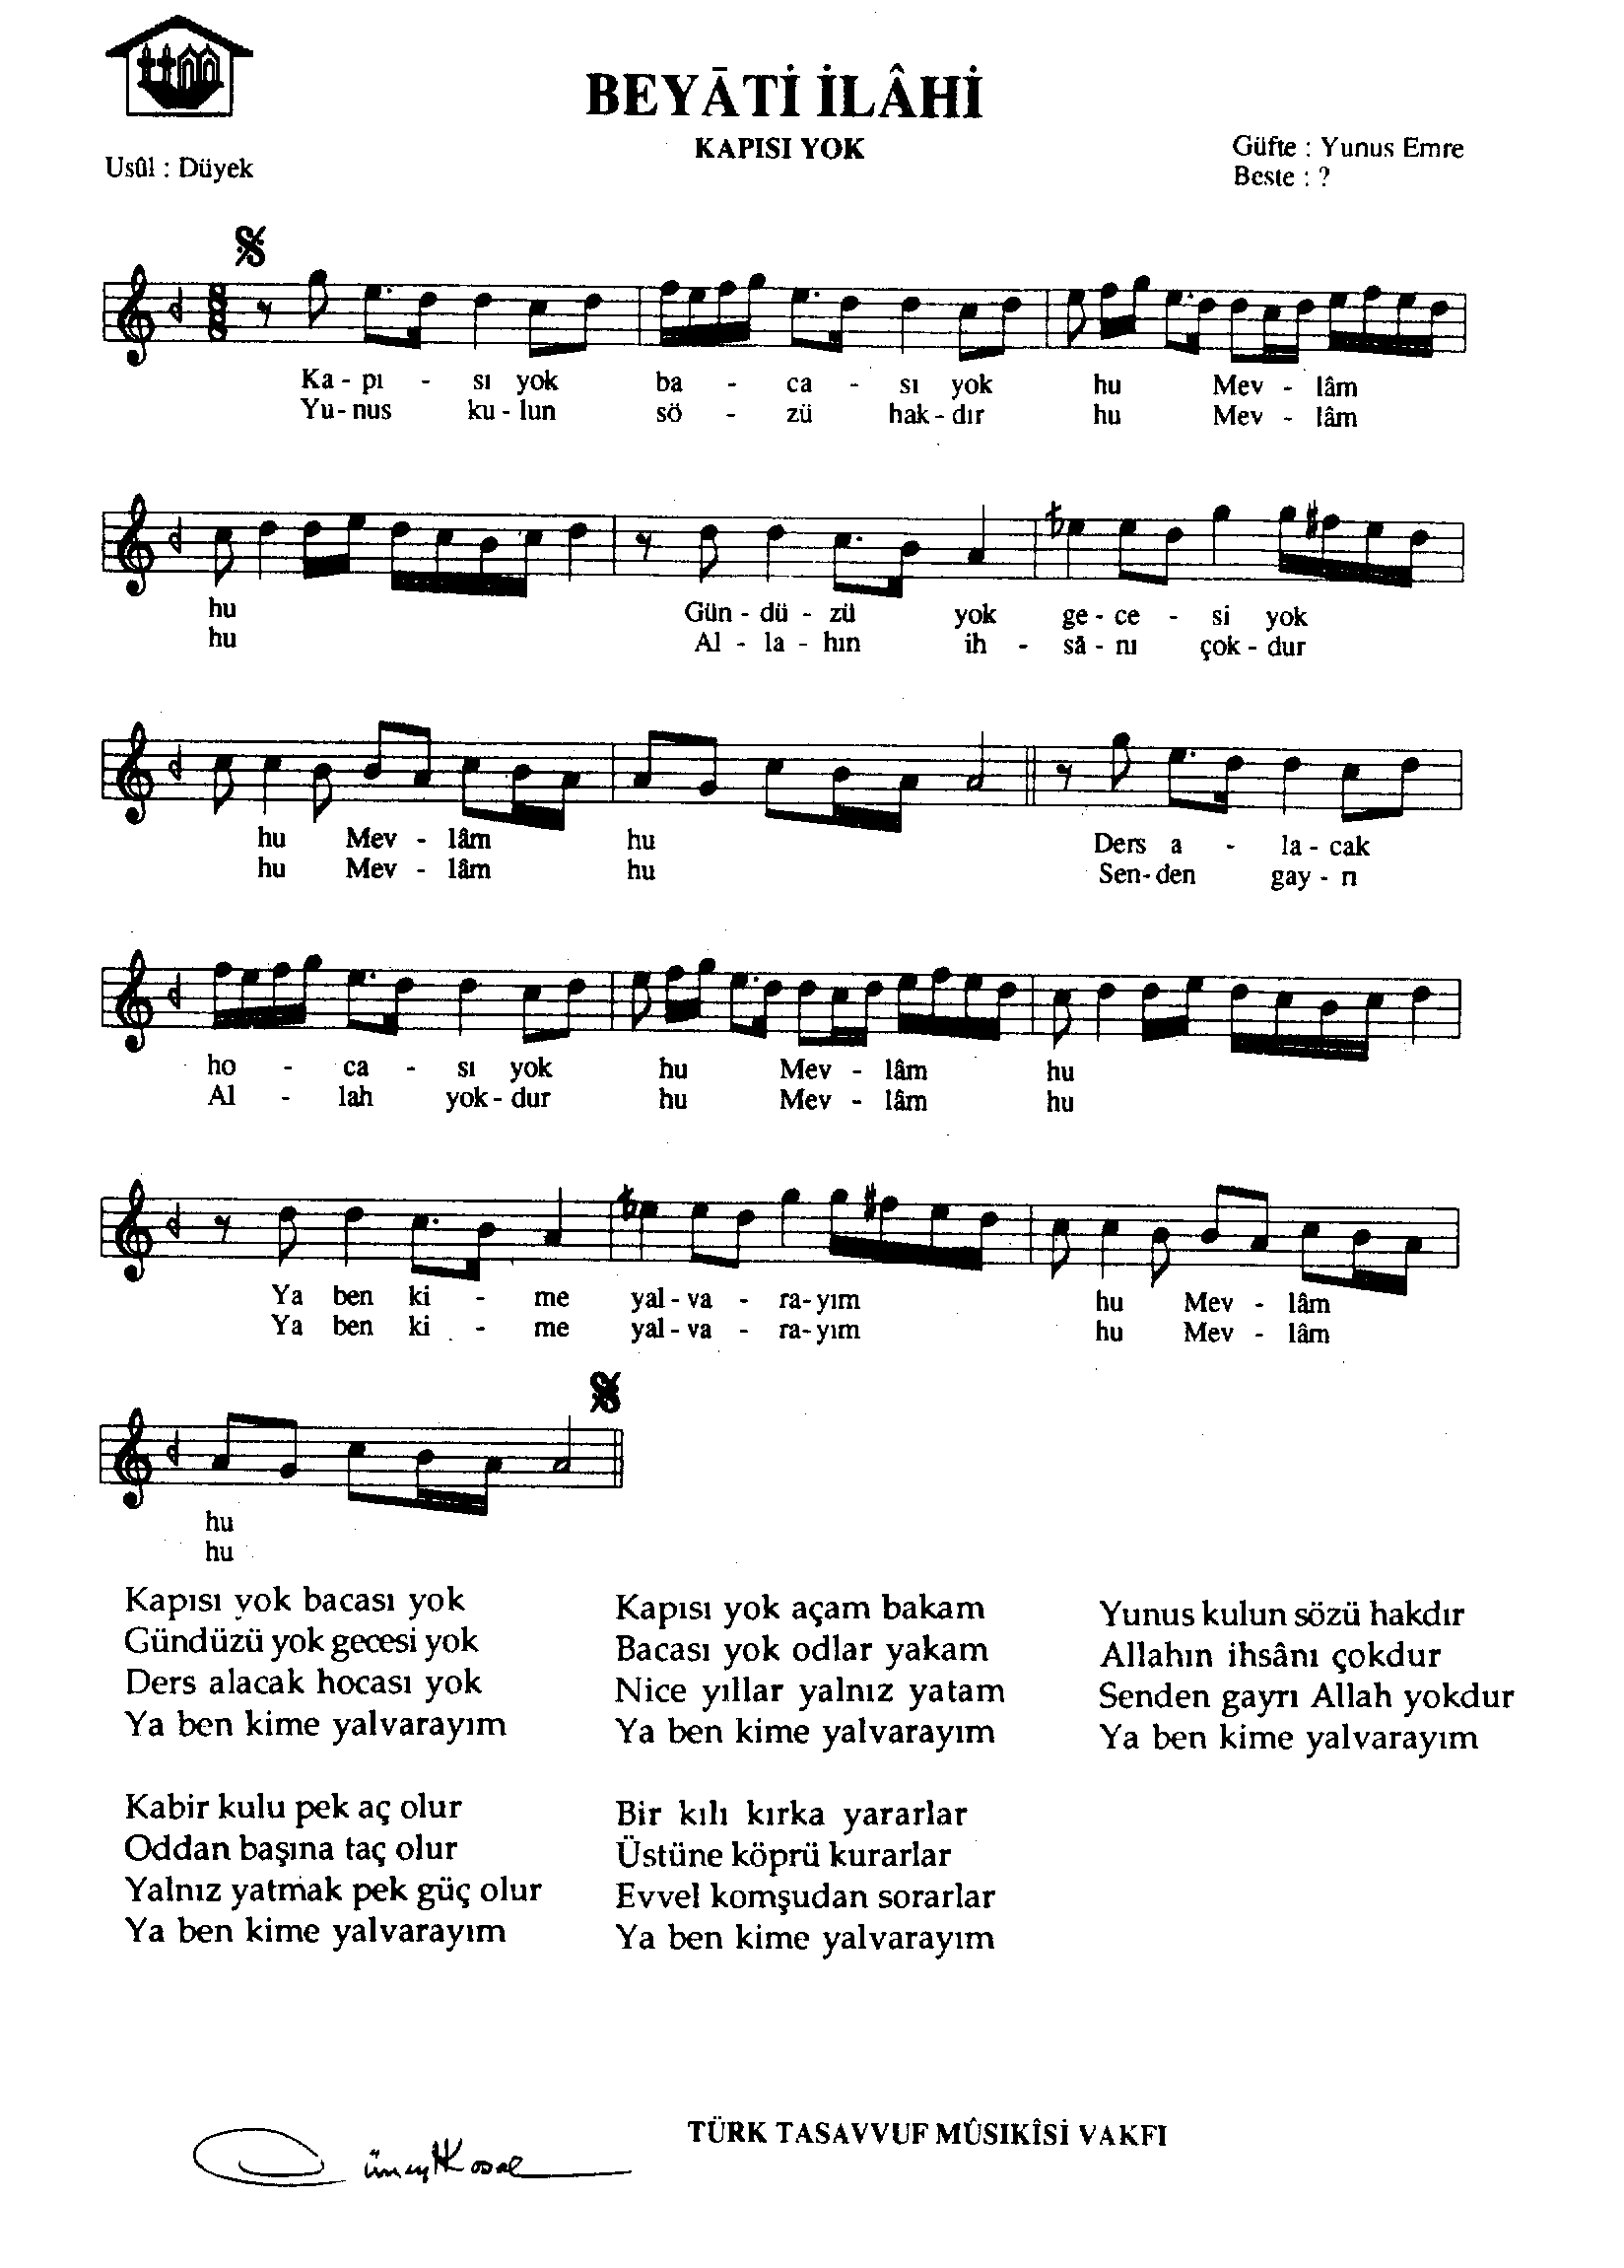 BEYĀTİ İLÂHİ
KAPISI YOK
Usûl : Düyek
Güfte : Yunus Emre
Beste : ?
Ka - pı - sı yok ba - ca - sı yok hu Mev - lâm
Yu - nus ku - lun sö - zü hak - dır hu Mev - lâm
hu Gün - dü - zü yok ge - ce - si yok
hu Al - la - hın ih - sā - nı çok - dur
hu Mev - lâm hu Ders a - la - cak
hu Mev - lâm hu Sen - den gay - rı
ho - ca - sı yok hu Mev - lâm hu
Al - lah yok - dur hu Mev - lâm hu
Ya ben ki - me yal - va - ra - yım hu Mev - lâm
Ya ben ki - me yal - va - ra - yım hu Mev - lâm
hu
hu
Kapısı yok bacası yok
Gündüzü yok gecesi yok
Ders alacak hocası yok
Ya ben kime yalvarayım
Kabir kulu pek aç olur
Oddan başına taç olur
Yalnız yatmak pek güç olur
Ya ben kime yalvarayım
Kapısı yok açam bakam
Bacası yok odlar yakam
Nice yıllar yalnız yatam
Ya ben kime yalvarayım
Bir kılı kırka yararlar
Üstüne köprü kurarlar
Evvel komşudan sorarlar
Ya ben kime yalvarayım
Yunus kulun sözü hakdır
Allahın ihsânı çokdur
Senden gayrı Allah yokdur
Ya ben kime yalvarayım
TÜRK TASAVVUF MÛSIKÎSİ VAKFI